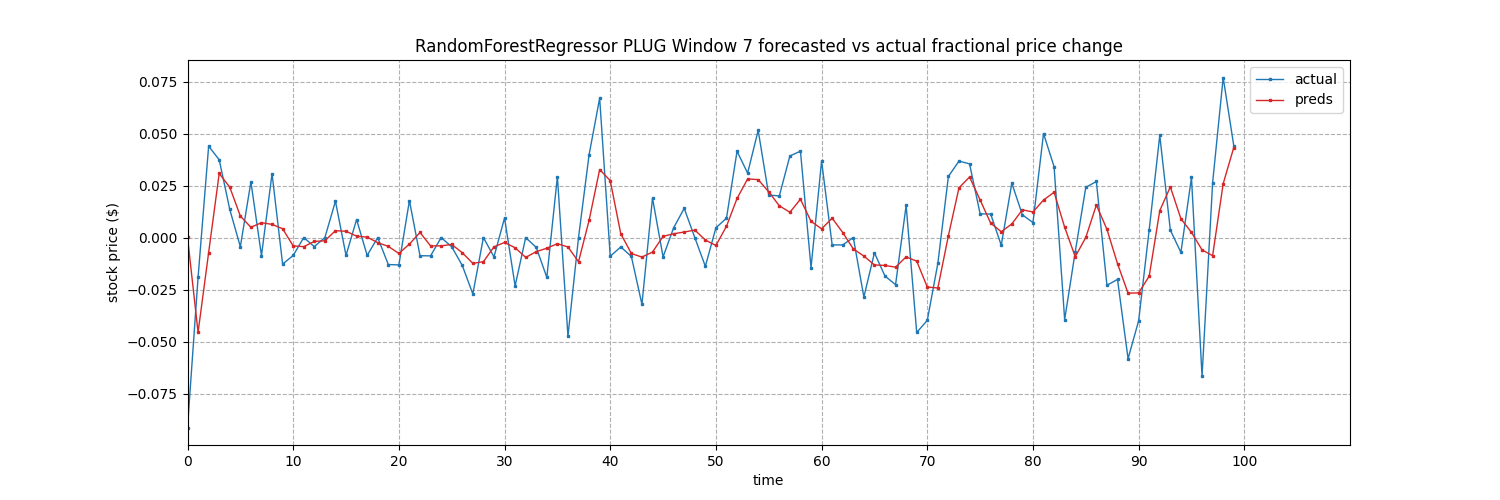 RandomForestRegressor PLUG Window 7 forecasted vs actual fractional price change
actual
preds
0.075
0.050
0.025
0.000
−0.025
−0.050
−0.075
stock price ($)
0 10 20 30 40 50 60 70 80 90 100
time